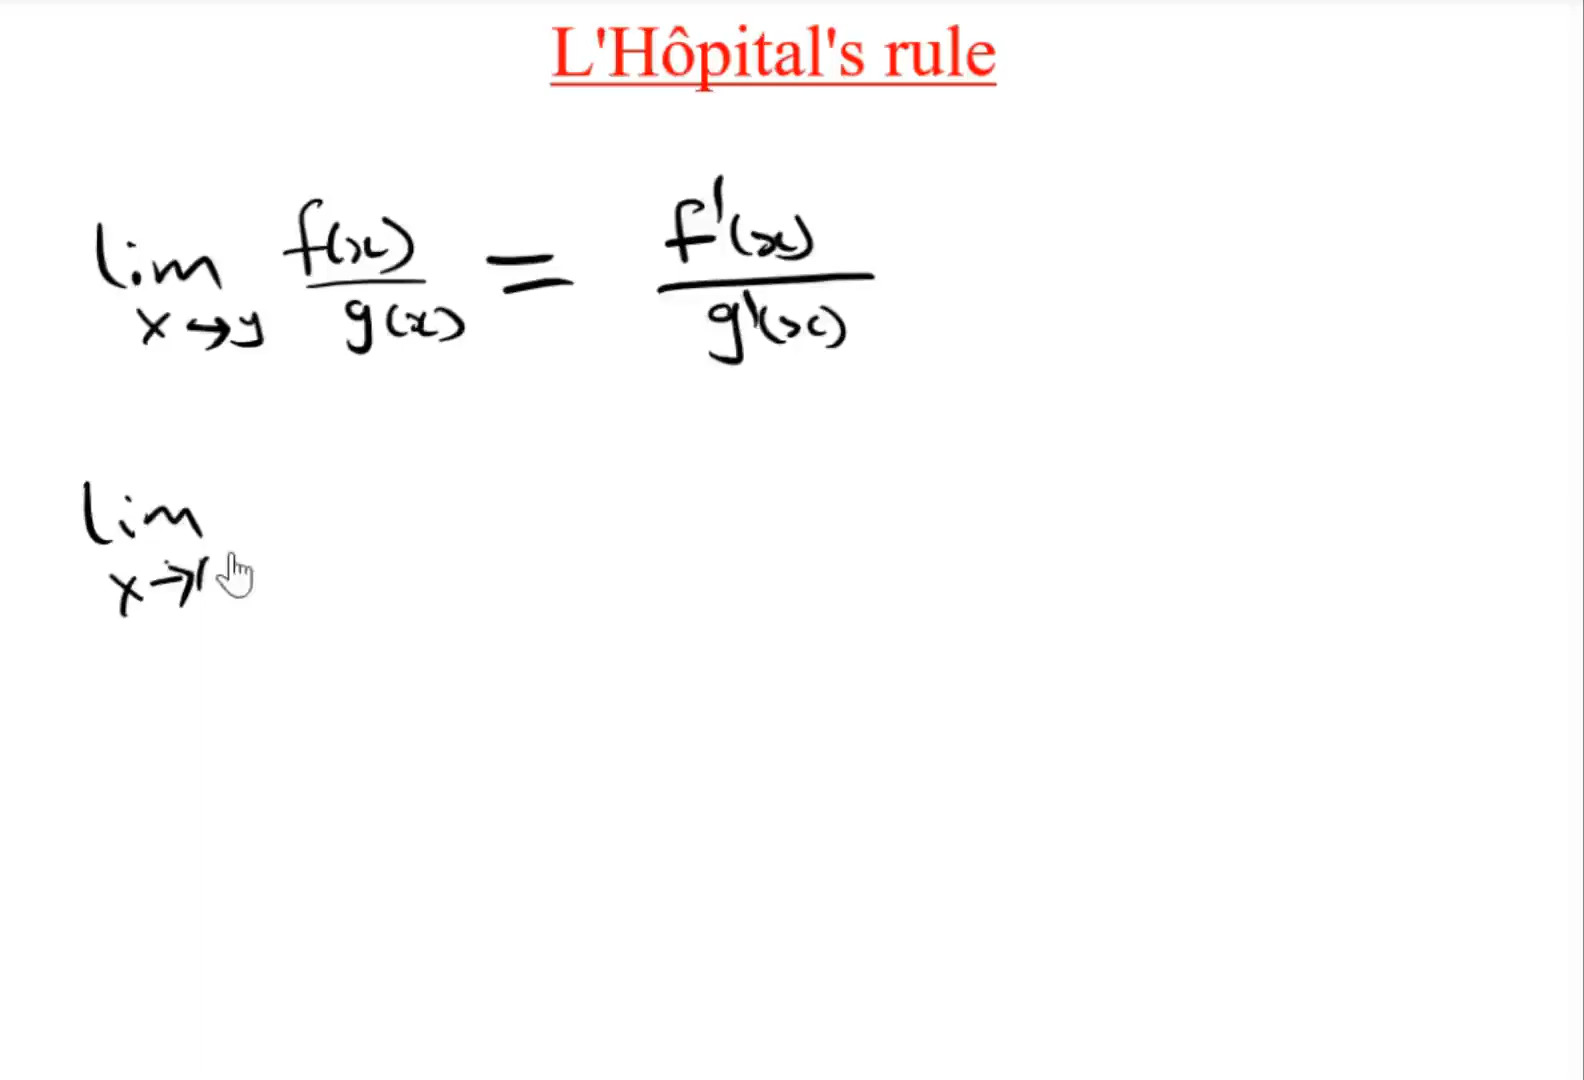 L'Hôpital's rule
lim x→y f(x)/g(x) = f'(x)/g'(x)
lim x→1